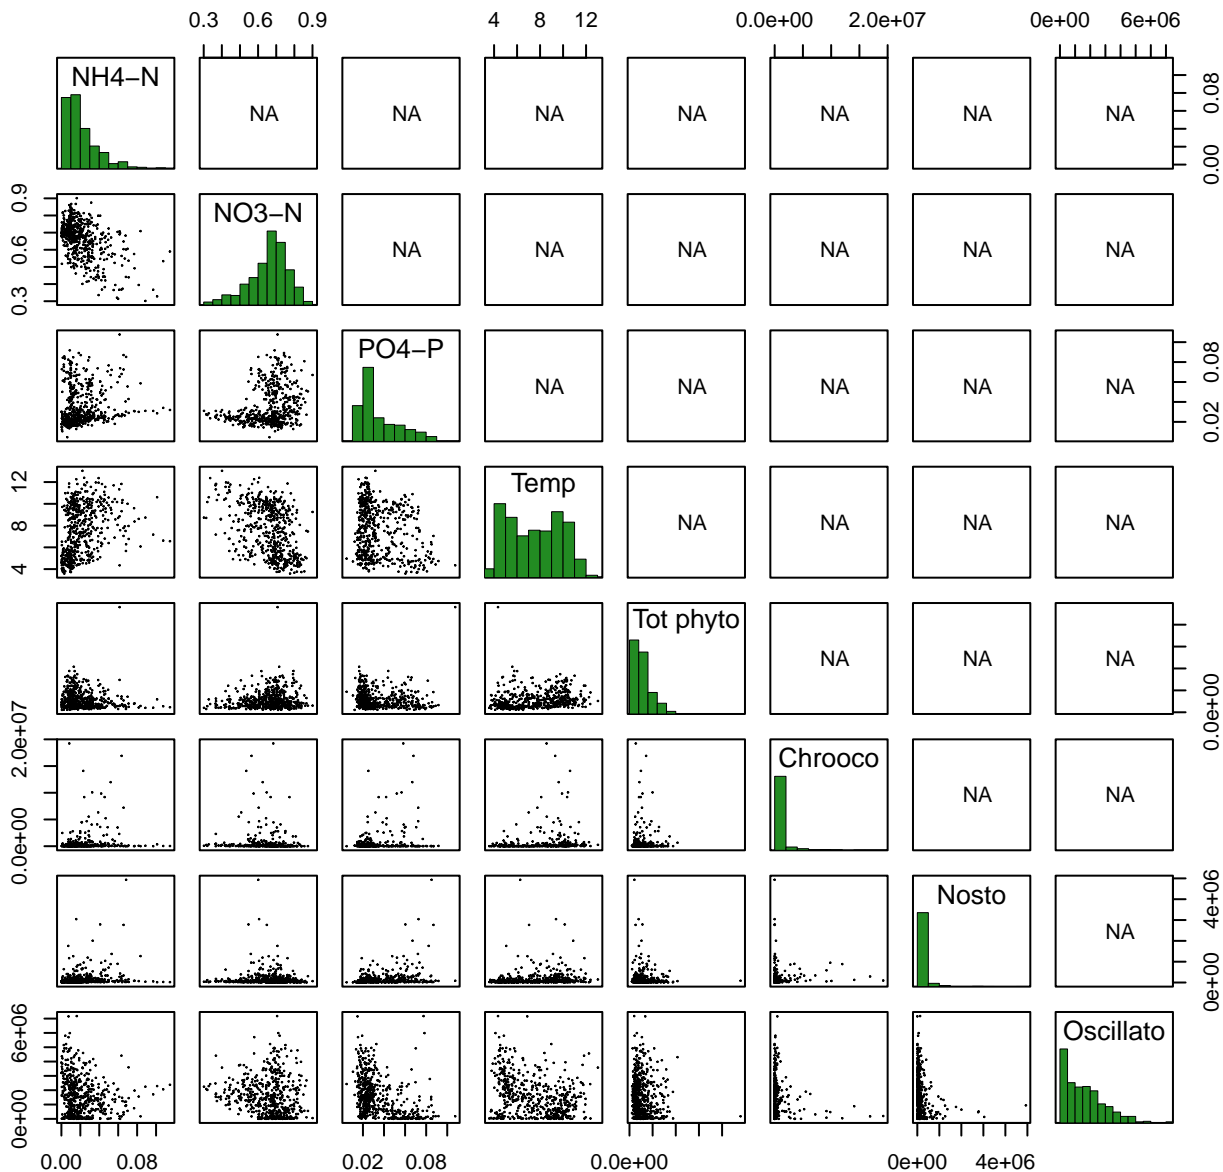 0.3 0.6 0.9 4 8 12 0.0e+00 2.0e+07 0e+00 6e+06
NH4−N NA NA NA NA NA NA NA 0.00 0.08
0.3 0.6 0.9 NO3−N NA NA NA NA NA NA
PO4−P NA NA NA NA NA 0.02 0.08
4 8 12 Temp NA NA NA NA
Tot phyto NA NA NA 0.0e+00
0.0e+00 2.0e+07 Chrooco NA NA
Nosto NA 0e+00 4e+06
0e+00 6e+06 Oscillato
0.00 0.08 0.02 0.08 0.0e+00 0e+00 4e+06